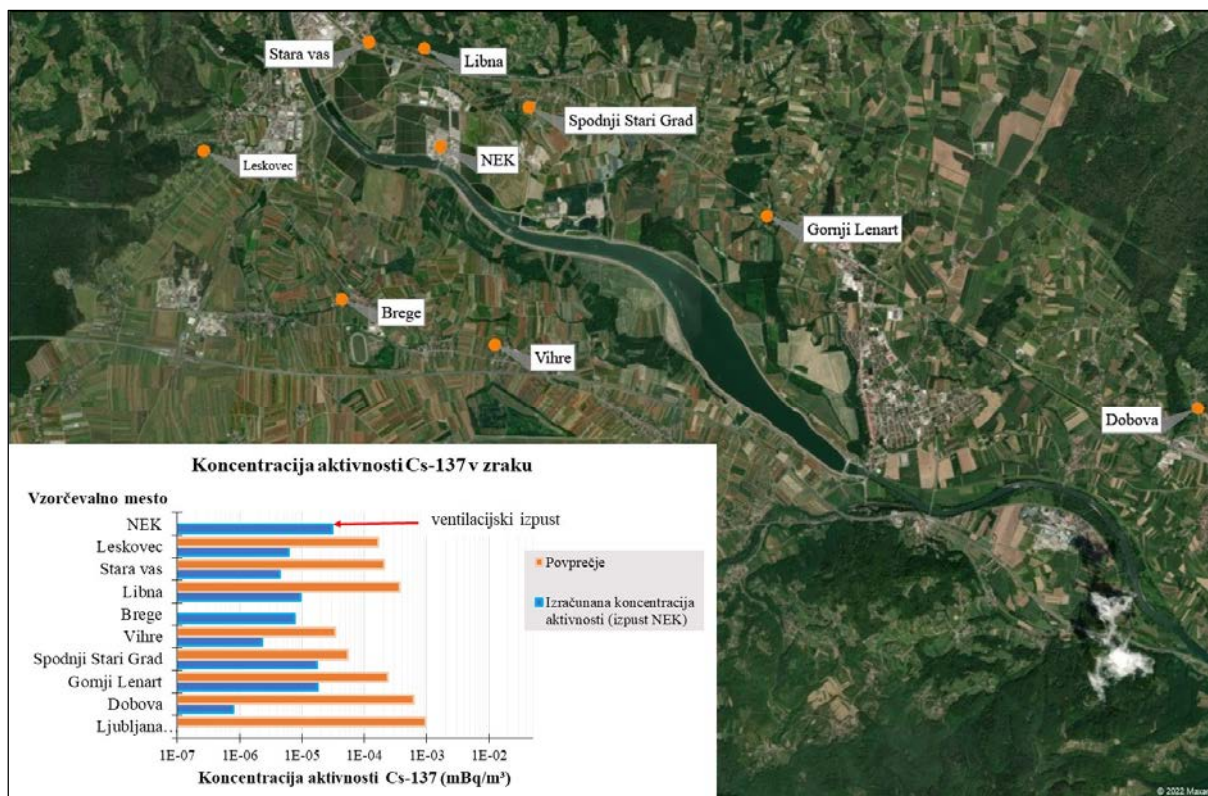 Stara vas
Libna
Spodnji Stari Grad
NEK
Leskovec
Gornji Lenart
Brege
Vihre
Dobova
Koncentracija aktivnosti Cs-137 v zraku
Vzorčevalno mesto
NEK
Leskovec
Stara vas
Libna
Brege
Vihre
Spodnji Stari Grad
Gornji Lenart
Dobova
Ljubljana..
ventilacijski izpust
Povprečje
Izračunana koncentracija
aktivnosti (izpust NEK)
1E-07 1E-06 1E-05 1E-04 1E-03 1E-02
Koncentracija aktivnosti Cs-137 (mBq/m³)
© 2022 Maxar